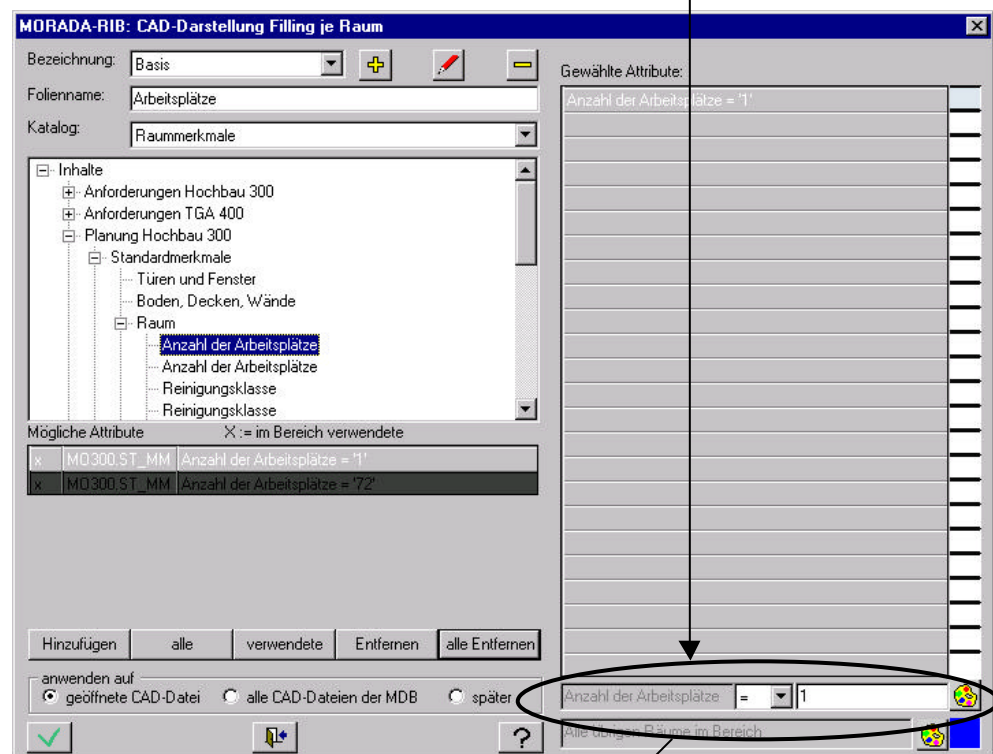 MORADA-RIB: CAD-Darstellung Filling je Raum
Bezeichnung: Basis
Folienname: Arbeitsplätze
Katalog: Raummerkmale
Inhalte
Anforderungen Hochbau 300
Anforderungen TGA 400
Planung Hochbau 300
Standardmerkmale
Türen und Fenster
Boden, Decken, Wände
Raum
Anzahl der Arbeitsplätze
Anzahl der Arbeitsplätze
Reinigungsklasse
Reinigungsklasse
Mögliche Attribute X := im Bereich verwendete
x MO300.ST_MM Anzahl der Arbeitsplätze = '1'
x MO300.ST_MM Anzahl der Arbeitsplätze = '72'
Hinzufügen alle verwendete Entfernen alle Entfernen
anwenden auf
geöffnete CAD-Datei alle CAD-Dateien der MDB später
?
Gewählte Attribute:
Anzahl der Arbeitsplätze = '1'
Anzahl der Arbeitsplätze = 1
Alle übrigen Räume im Bereich